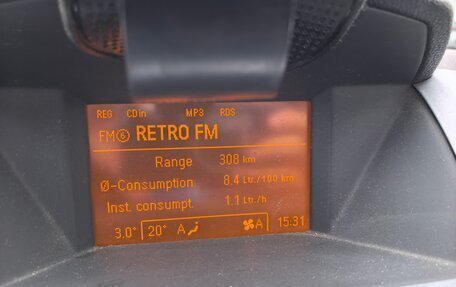 REG CD in MP3 RDS
FM⑥ RETRO FM
Range 308 km
Ø-Consumption 8.4 Ltr./100 km
Inst. consumpt. 1.1 Ltr./h
3.0° 20° A A 15:31